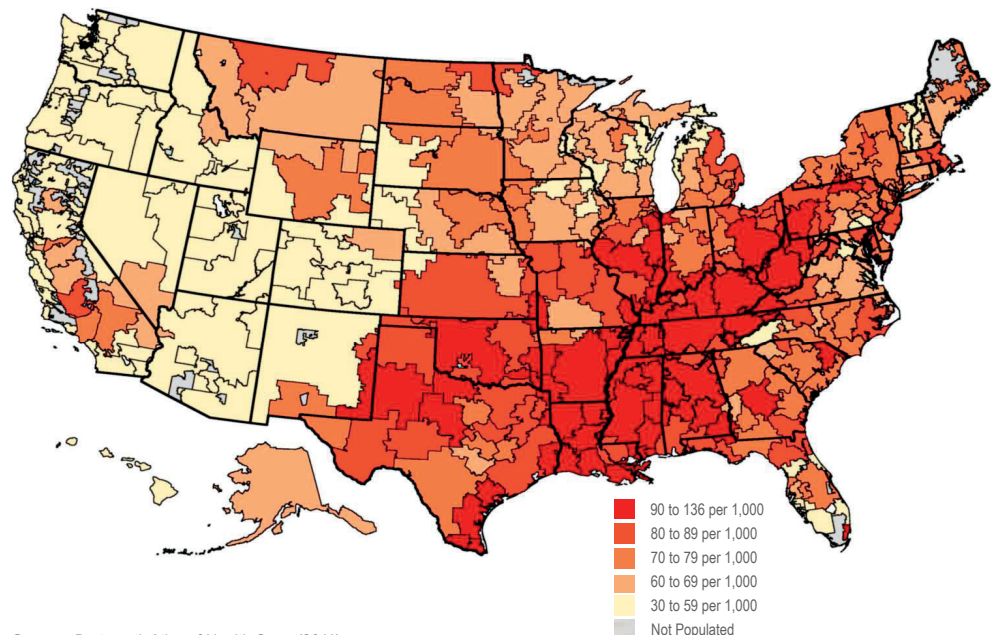 90 to 136 per 1,000
80 to 89 per 1,000
70 to 79 per 1,000
60 to 69 per 1,000
30 to 59 per 1,000
Not Populated